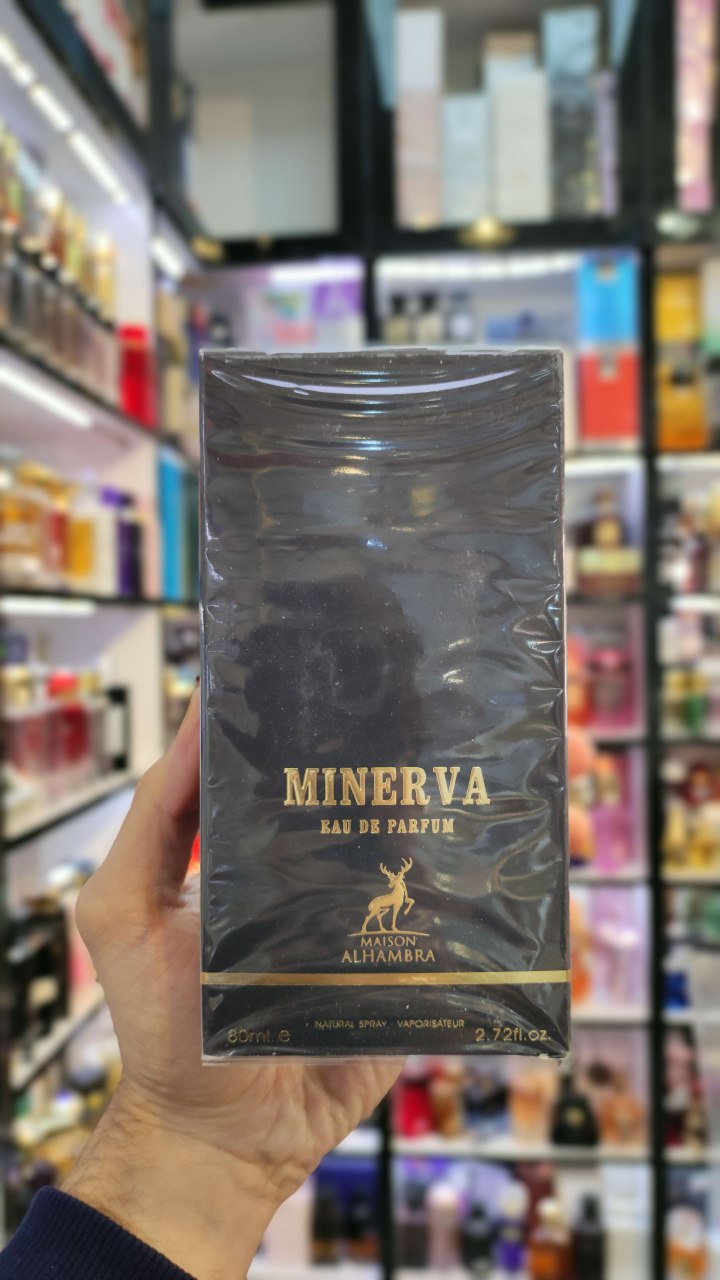 MINERVA
EAU DE PARFUM
MAISON
ALHAMBRA
NATURAL SPRAY · VAPORISATEUR
80ml. e 2.72fl.oz.